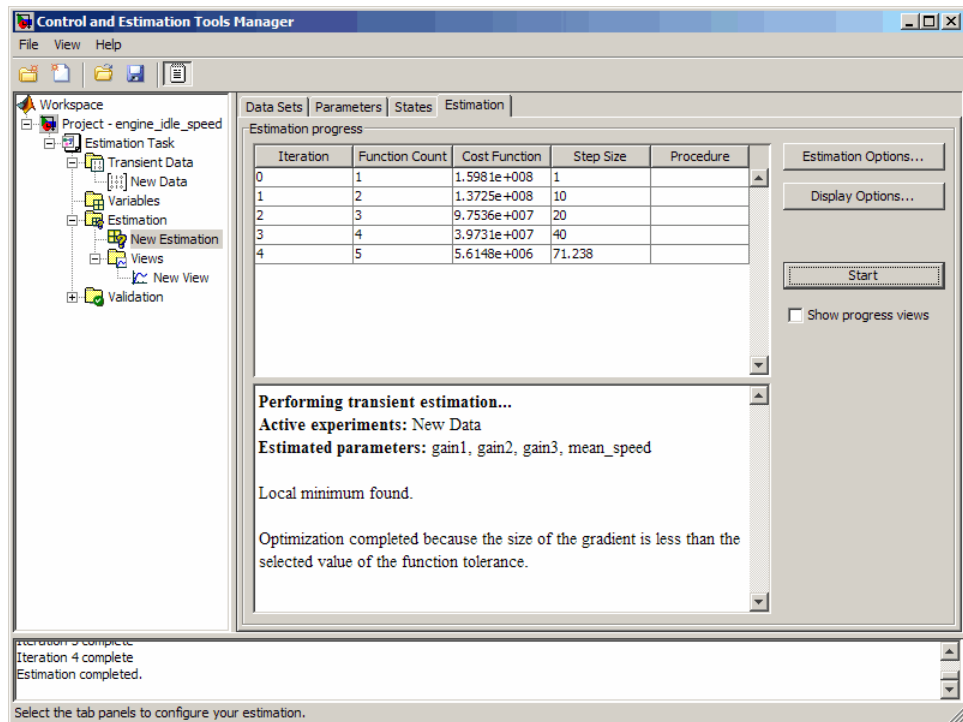 Control and Estimation Tools Manager
File View Help
Workspace
Project - engine_idle_speed
Estimation Task
Transient Data
New Data
Variables
Estimation
New Estimation
Views
New View
Validation
Data Sets Parameters States Estimation
Estimation progress
Iteration Function Count Cost Function Step Size Procedure
0 1 1.5981e+008 1
1 2 1.3725e+008 10
2 3 9.7536e+007 20
3 4 3.9731e+007 40
4 5 5.6148e+006 71.238
Estimation Options...
Display Options...
Start
Show progress views
Performing transient estimation...
Active experiments: New Data
Estimated parameters: gain1, gain2, gain3, mean_speed
Local minimum found.
Optimization completed because the size of the gradient is less than the
selected value of the function tolerance.
Iteration 3 complete
Iteration 4 complete
Estimation completed.
Select the tab panels to configure your estimation.